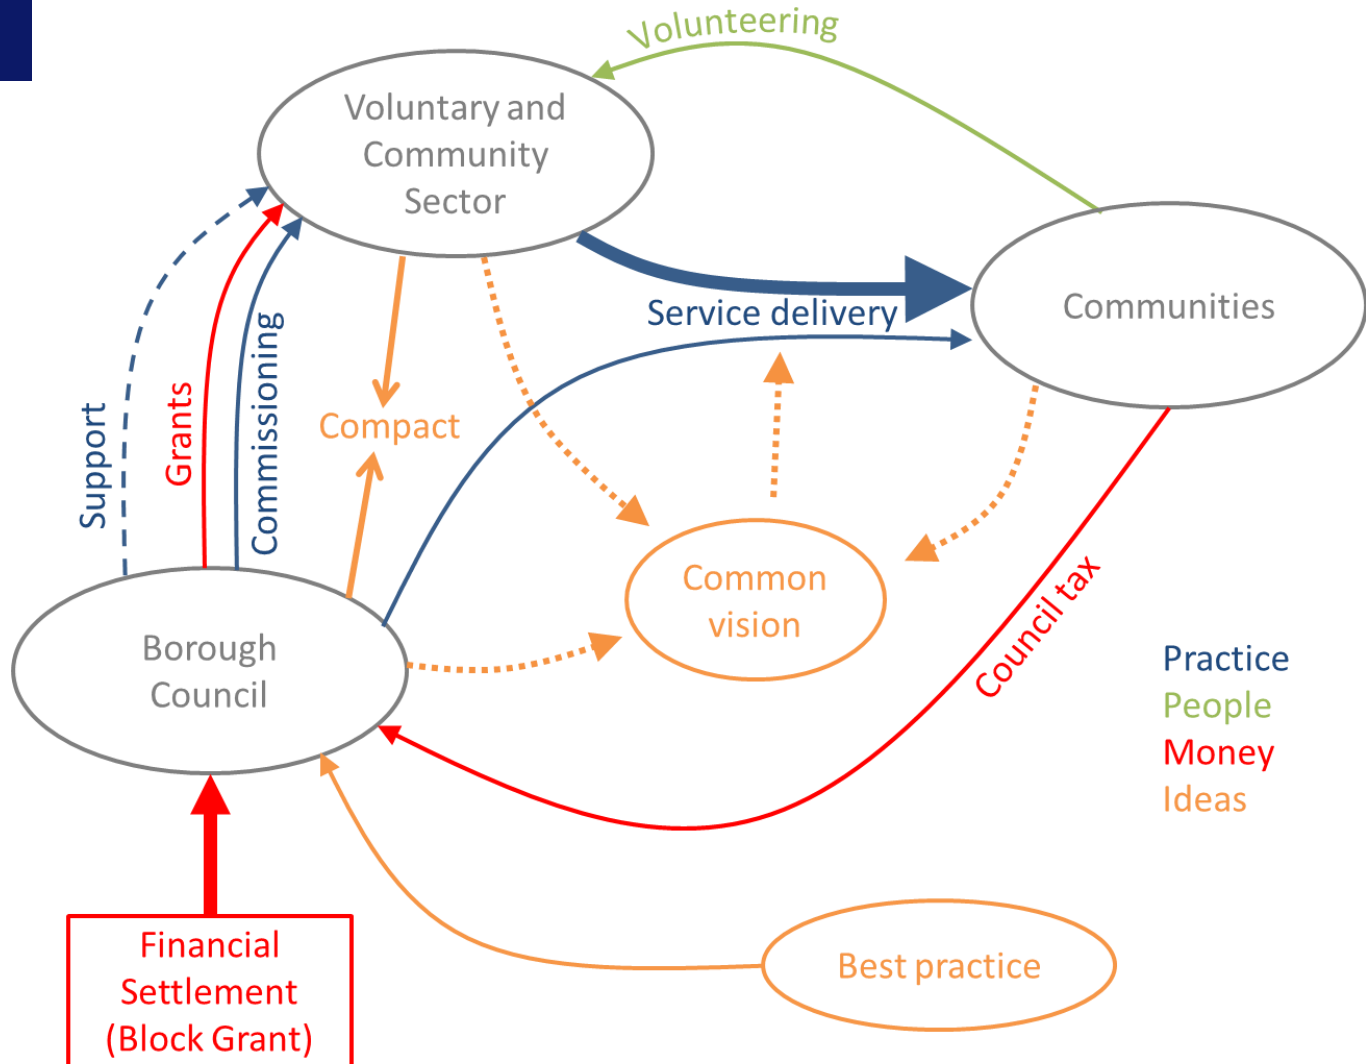 Volunteering
Voluntary and
Community
Sector
Communities
Service delivery
Support
Grants
Commissioning
Compact
Common
vision
Borough
Council
Council tax
Practice
People
Money
Ideas
Financial
Settlement
(Block Grant)
Best practice